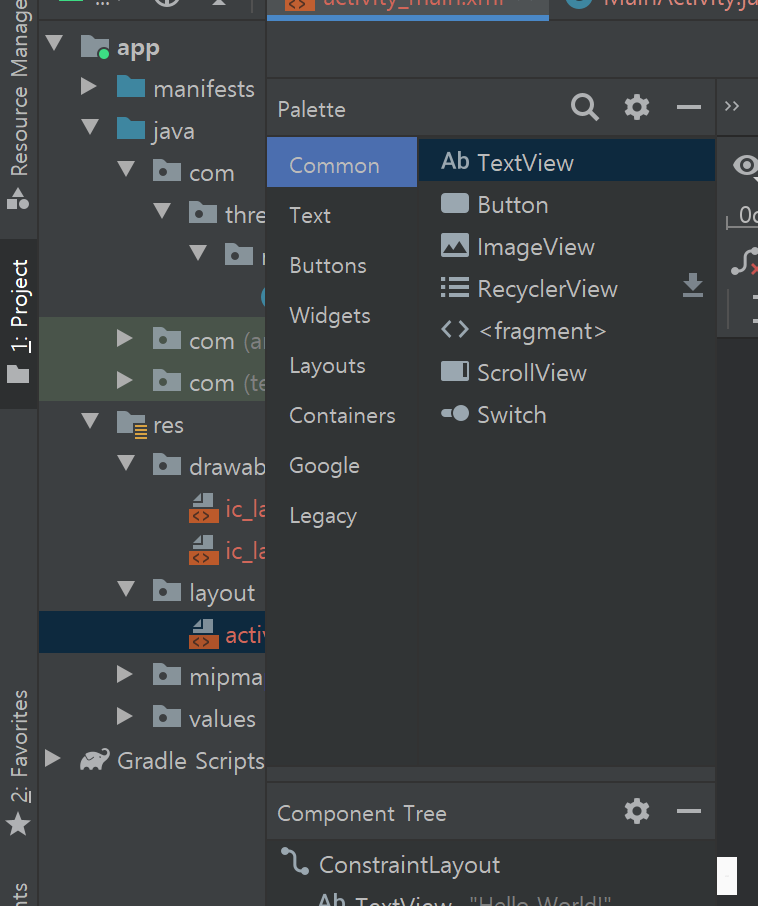 Resource Manage
1: Project
2: Favorites
app
manifests
java
com
thre
com (a
com (te
res
drawab
ic_la
ic_la
layout
activ
mipma
values
Gradle Scripts
activity_main.xml
MainActivity.ja
Palette
Common
Text
Buttons
Widgets
Layouts
Containers
Google
Legacy
Ab TextView
Button
ImageView
RecyclerView
<fragment>
ScrollView
Switch
Component Tree
ConstraintLayout
Ab TextView "Hello World!"